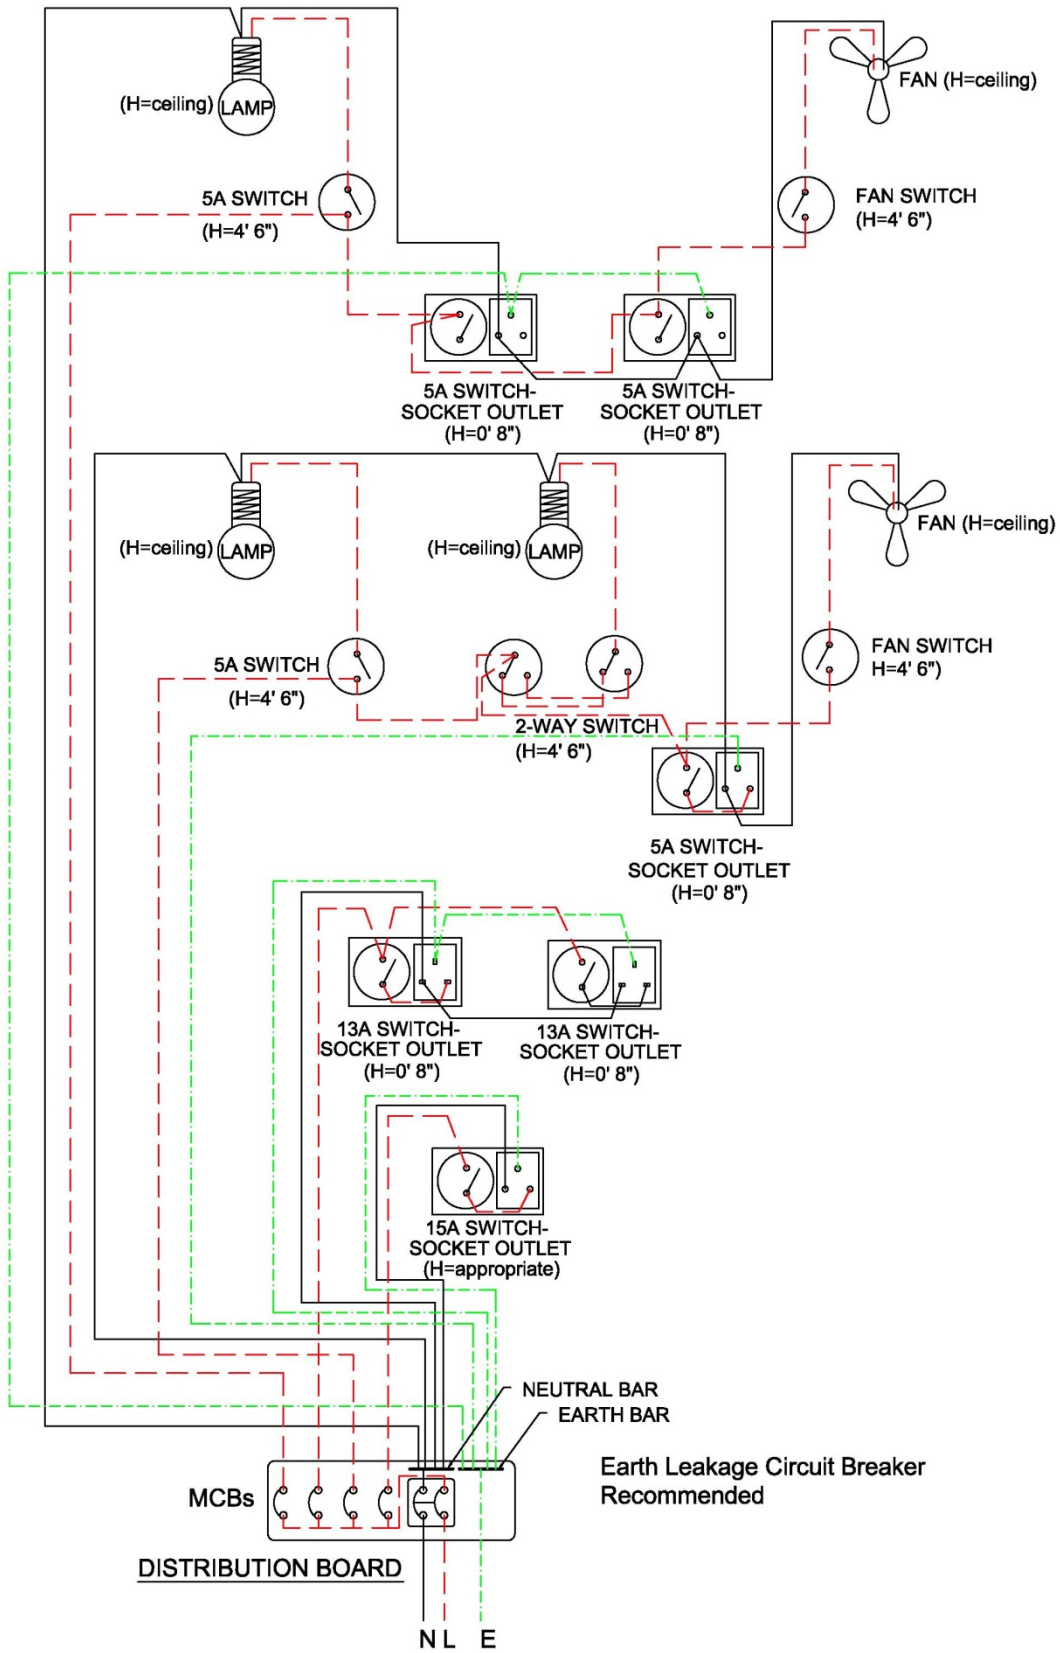 (H=ceiling)
LAMP
FAN (H=ceiling)
5A SWITCH
(H=4' 6")
FAN SWITCH
(H=4' 6")
5A SWITCH-
SOCKET OUTLET
(H=0' 8")
5A SWITCH-
SOCKET OUTLET
(H=0' 8")
(H=ceiling)
LAMP
(H=ceiling)
LAMP
FAN (H=ceiling)
5A SWITCH
(H=4' 6")
2-WAY SWITCH
(H=4' 6")
FAN SWITCH
H=4' 6")
5A SWITCH-
SOCKET OUTLET
(H=0' 8")
13A SWITCH-
SOCKET OUTLET
(H=0' 8")
13A SWITCH-
SOCKET OUTLET
(H=0' 8")
15A SWITCH-
SOCKET OUTLET
(H=appropriate)
NEUTRAL BAR
EARTH BAR
MCBs
Earth Leakage Circuit Breaker
Recommended
DISTRIBUTION BOARD
N L E